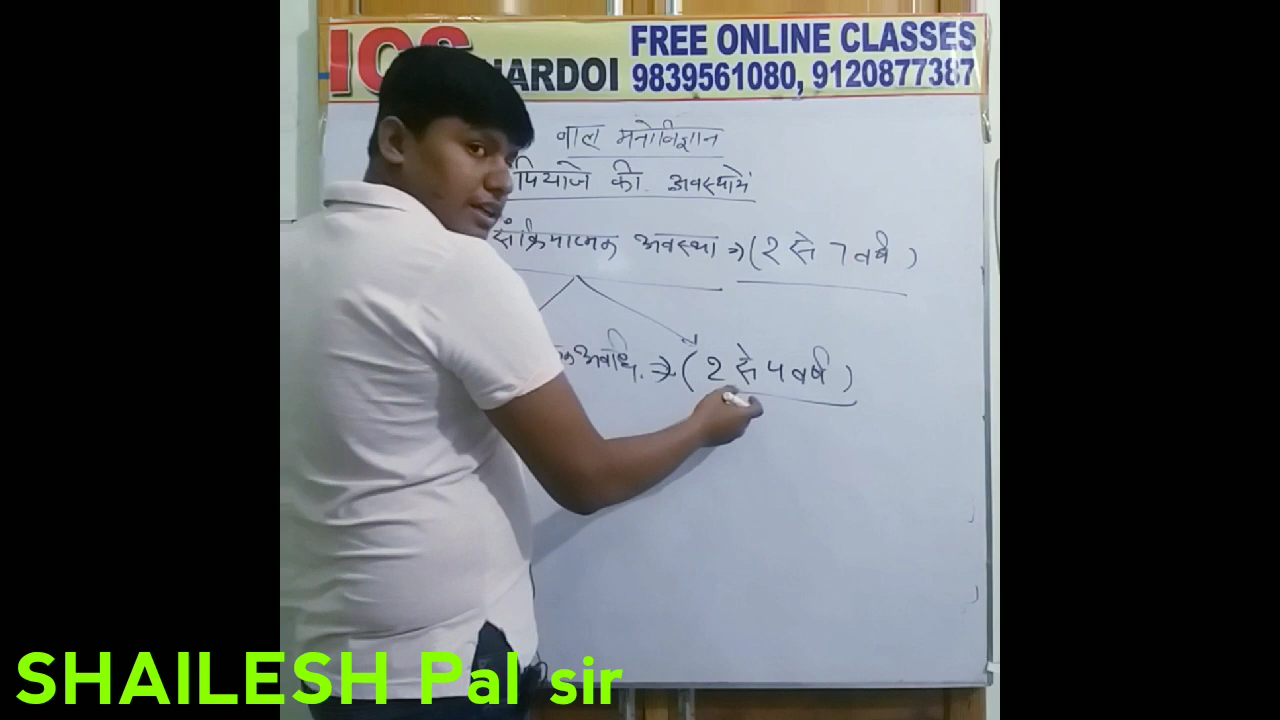 ICS FREE ONLINE CLASSES
HARDOI 9839561080, 9120877387
बाल मनोविज्ञान
पियाजे की अवस्थायें
संक्रियात्मक अवस्था ⇒ (2 से 7 वर्ष)
अवधि. ⇒ (2 से 4 वर्ष)
SHAILESH Pal sir